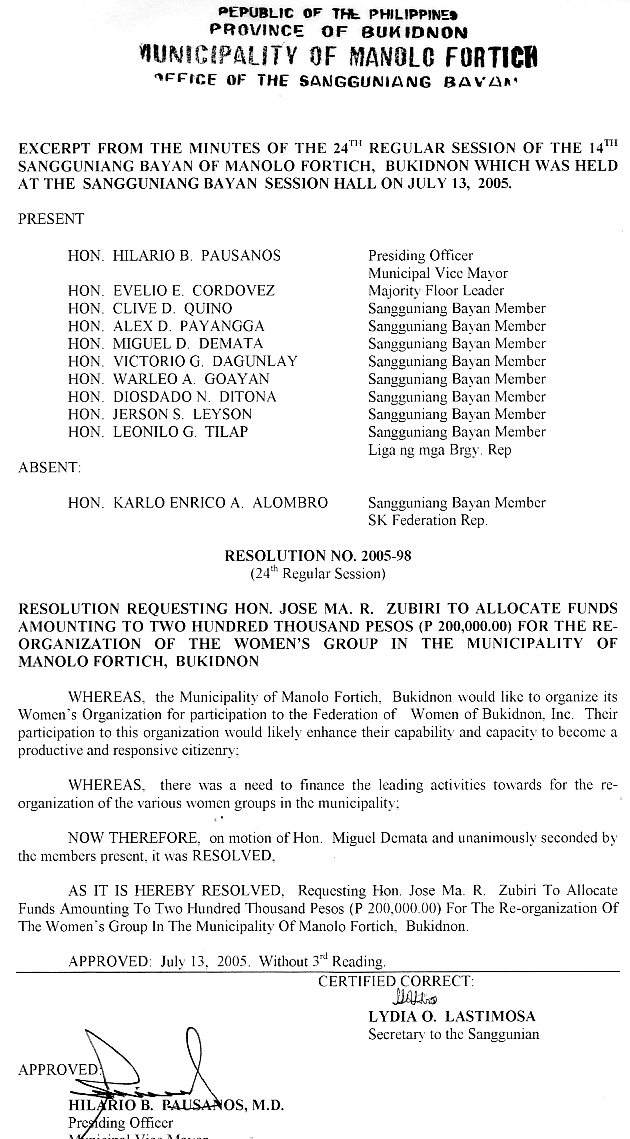 REPUBLIC OF THE PHILIPPINES
PROVINCE OF BUKIDNON
MUNICIPALITY OF MANOLO FORTICH
OFFICE OF THE SANGGUNIANG BAYAN
EXCERPT FROM THE MINUTES OF THE 24TH REGULAR SESSION OF THE 14TH
SANGGUNIANG BAYAN OF MANOLO FORTICH, BUKIDNON WHICH WAS HELD
AT THE SANGGUNIANG BAYAN SESSION HALL ON JULY 13, 2005.
PRESENT
HON. HILARIO B. PAUSANOS Presiding Officer
Municipal Vice Mayor
HON. EVELIO E. CORDOVEZ Majority Floor Leader
HON. CLIVE D. QUINO Sangguniang Bayan Member
HON. ALEX D. PAYANGGA Sangguniang Bayan Member
HON. MIGUEL D. DEMATA Sangguniang Bayan Member
HON. VICTORIO G. DAGUNLAY Sangguniang Bayan Member
HON. WARLEO A. GOAYAN Sangguniang Bayan Member
HON. DIOSDADO N. DITONA Sangguniang Bayan Member
HON. JERSON S. LEYSON Sangguniang Bayan Member
HON. LEONILO G. TILAP Sangguniang Bayan Member
Liga ng mga Brgy. Rep
ABSENT:
HON. KARLO ENRICO A. ALOMBRO Sangguniang Bayan Member
SK Federation Rep.
RESOLUTION NO. 2005-98
(24th Regular Session)
RESOLUTION REQUESTING HON. JOSE MA. R. ZUBIRI TO ALLOCATE FUNDS
AMOUNTING TO TWO HUNDRED THOUSAND PESOS (P 200,000.00) FOR THE RE-
ORGANIZATION OF THE WOMEN'S GROUP IN THE MUNICIPALITY OF
MANOLO FORTICH, BUKIDNON
WHEREAS, the Municipality of Manolo Fortich, Bukidnon would like to organize its
Women's Organization for participation to the Federation of Women of Bukidnon, Inc. Their
participation to this organization would likely enhance their capability and capacity to become a
productive and responsive citizenry;
WHEREAS, there was a need to finance the leading activities towards for the re-
organization of the various women groups in the municipality;
NOW THEREFORE, on motion of Hon. Miguel Demata and unanimously seconded by
the members present, it was RESOLVED,
AS IT IS HEREBY RESOLVED, Requesting Hon. Jose Ma. R. Zubiri To Allocate
Funds Amounting To Two Hundred Thousand Pesos (P 200,000.00) For The Re-organization Of
The Women's Group In The Municipality Of Manolo Fortich, Bukidnon.
APPROVED: July 13, 2005. Without 3rd Reading.
CERTIFIED CORRECT:
LYDIA O. LASTIMOSA
Secretary to the Sanggunian
APPROVED:
HILARIO B. PAUSANOS, M.D.
Presiding Officer
Municipal Vice Mayor